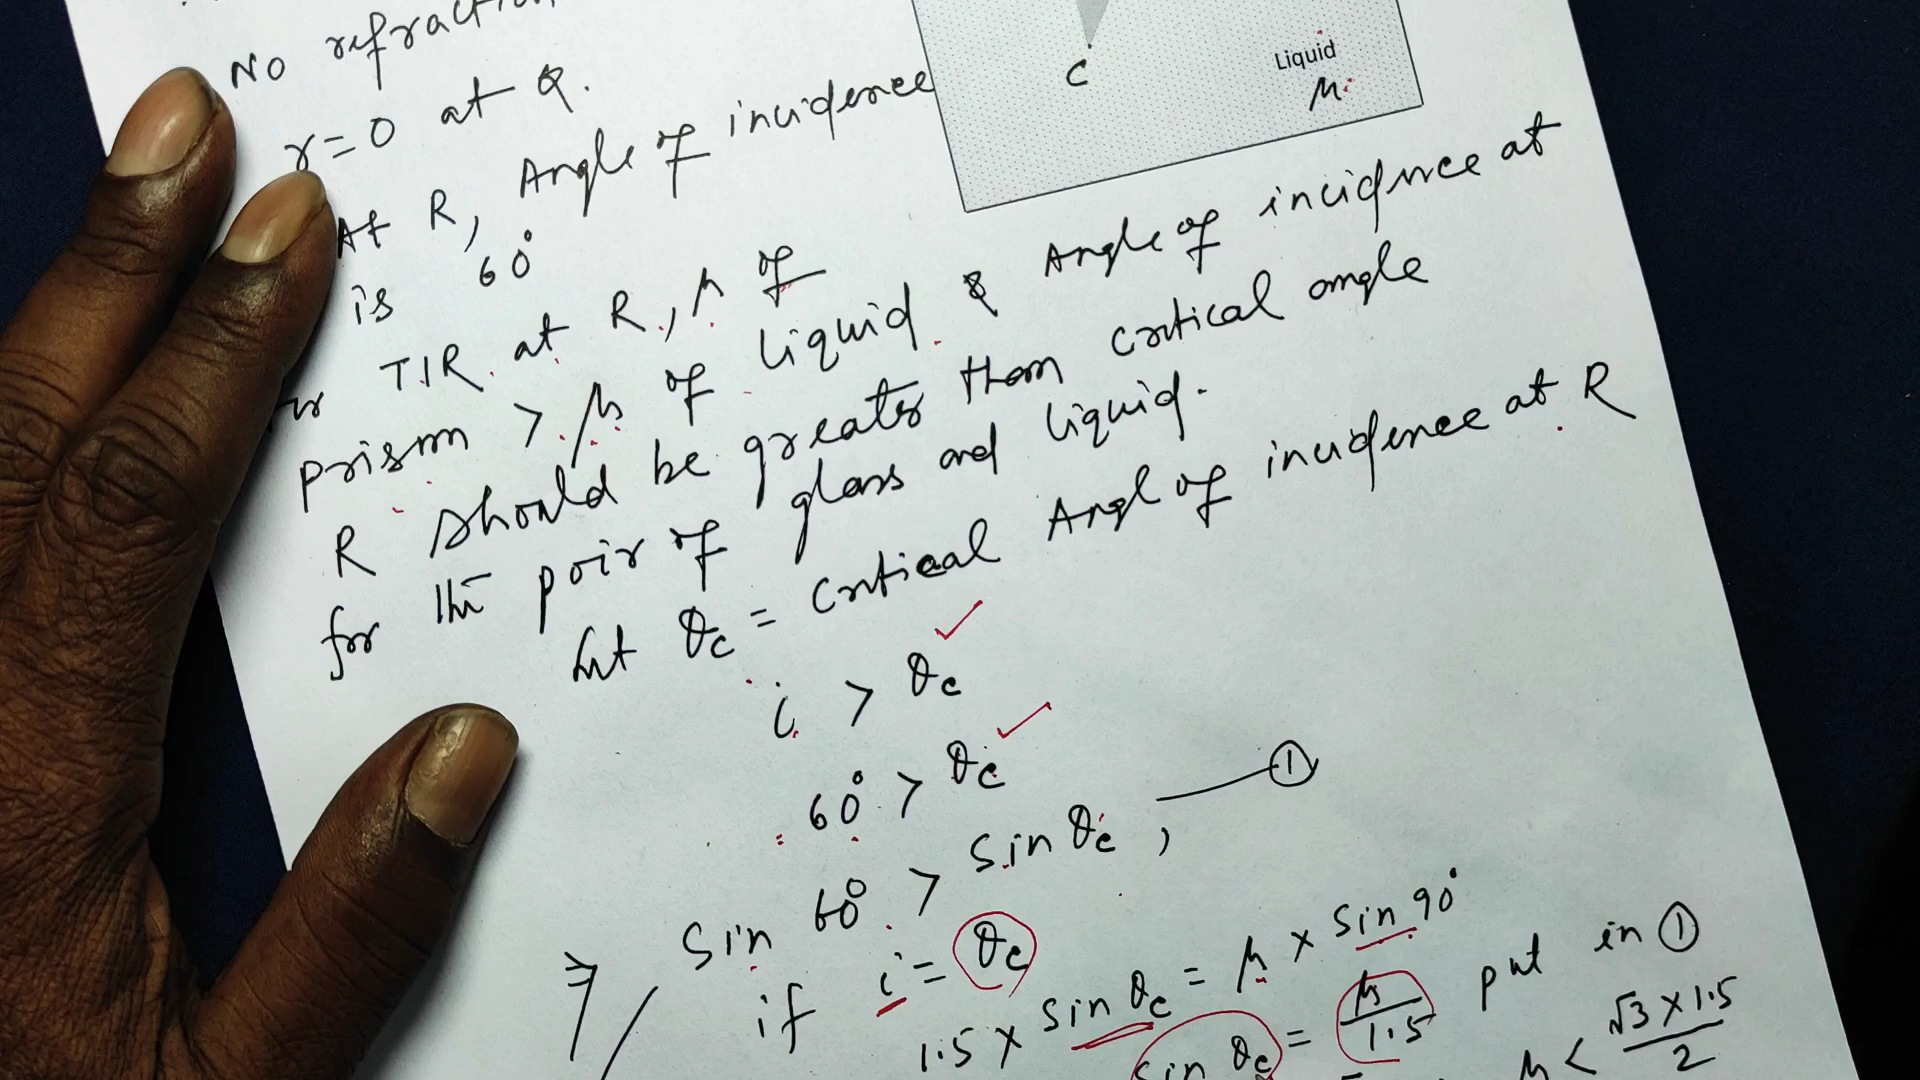 No refraction
r = 0 at Q.
At R, Angle of incidence
is 60°
TIR at R, μ of
prism > μ of liquid & Angle of incidence at
R should be greater than critical angle
for the pair of glass and liquid.
Let θc = Critical Angl of incidence at R
i > θc
60° > θc
⇒ Sin 60° > Sin θc, ①
if i = θc
1.5 × Sin θc = μ × Sin 90°
Sin θc = μ/1.5 put in ①
μ < √3 × 1.5 / 2
C
Liquid
μ